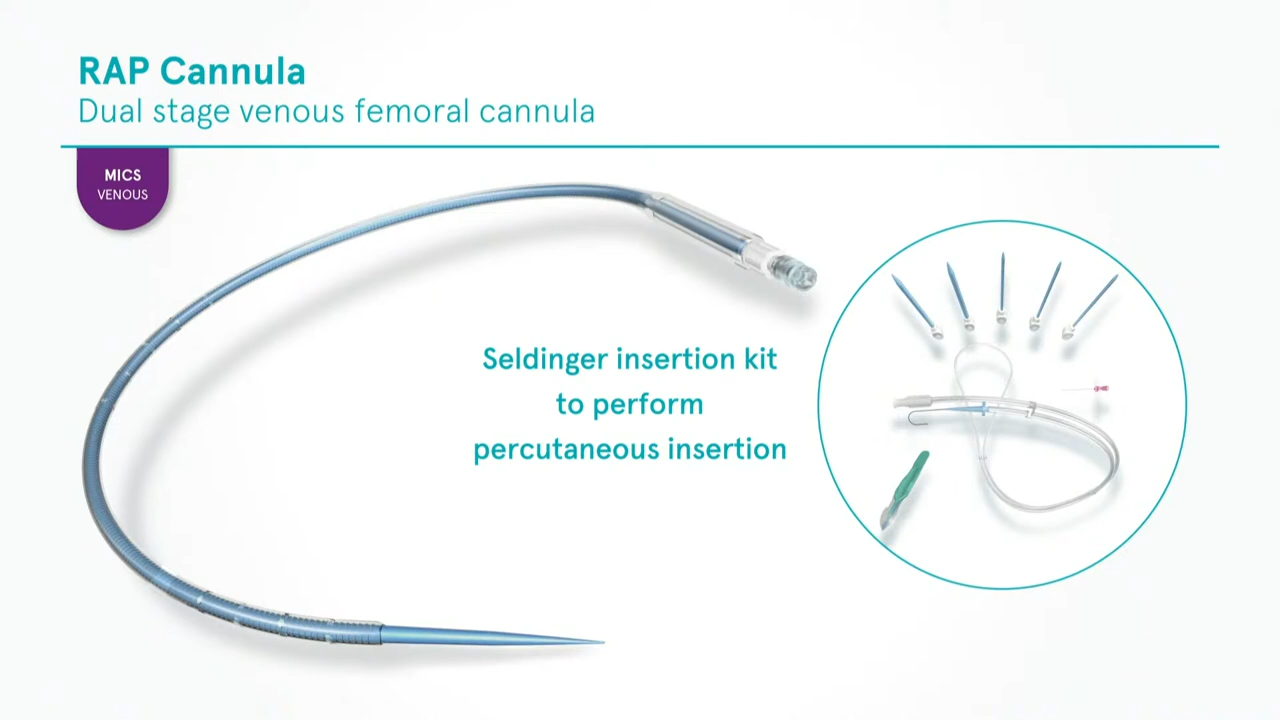 RAP Cannula
Dual stage venous femoral cannula
MICS
VENOUS
Seldinger insertion kit
to perform
percutaneous insertion